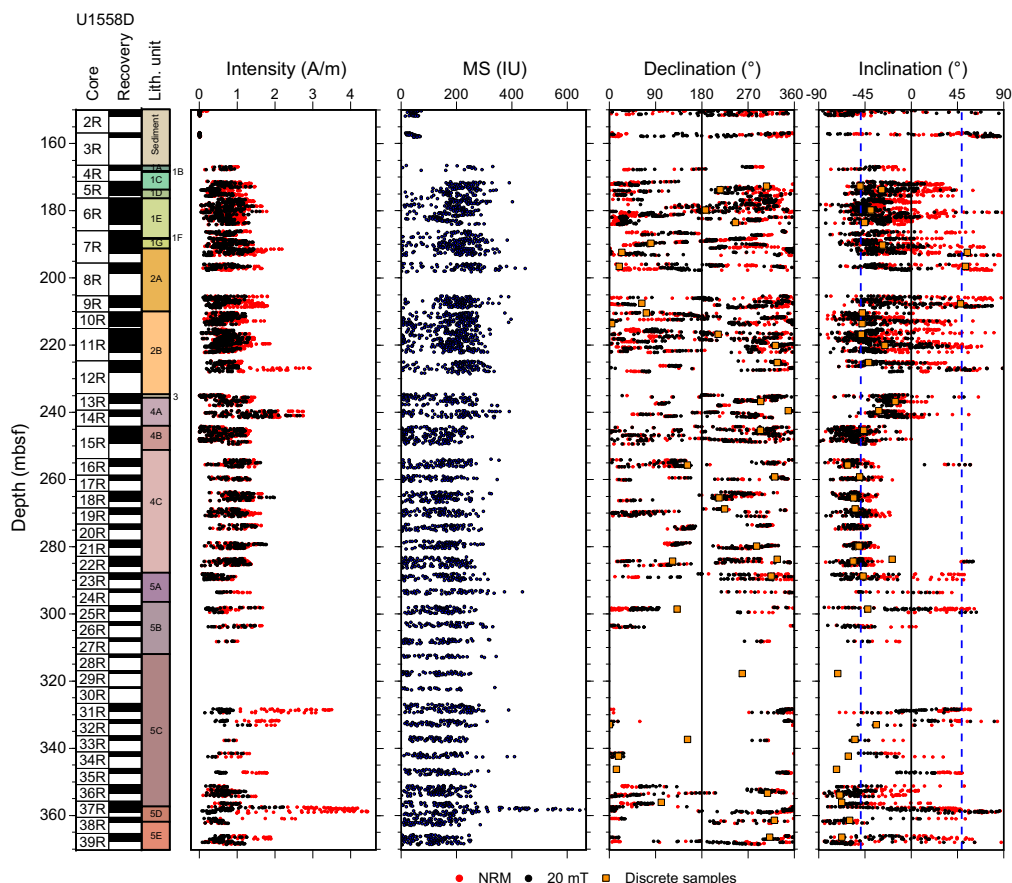 U1558D
Core
Recovery
Lith. unit
Intensity (A/m)
MS (IU)
Declination (°)
Inclination (°)
0 1 2 3 4
0 200 400 600
0 90 180 270 360
-90 -45 0 45 90
Depth (mbsf)
160
180
200
220
240
260
280
300
320
340
360
2R
3R
4R
5R
6R
7R
8R
9R
10R
11R
12R
13R
14R
15R
16R
17R
18R
19R
20R
21R
22R
23R
24R
25R
26R
27R
28R
29R
30R
31R
32R
33R
34R
35R
36R
37R
38R
39R
Sediment
1B
1C
1D
1E
1F
1G
2A
2B
3
4A
4B
4C
5A
5B
5C
5D
5E
NRM 20 mT Discrete samples